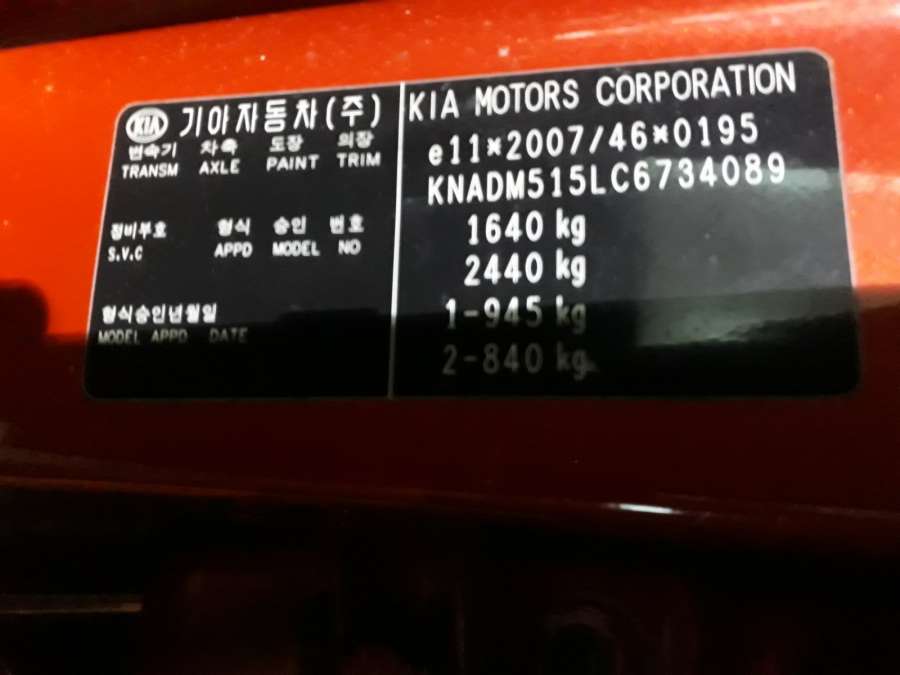 KIA 기아자동차(주)
변속기 차축 도장 의장
TRANSM AXLE PAINT TRIM
정비부호 형식 승인 번호
S.V.C APPD MODEL NO
형식승인년월일
MODEL APPD DATE
KIA MOTORS CORPORATION
e11*2007/46*0195
KNADM515LC6734089
1640 kg
2440 kg
1-945 kg
2-840 kg